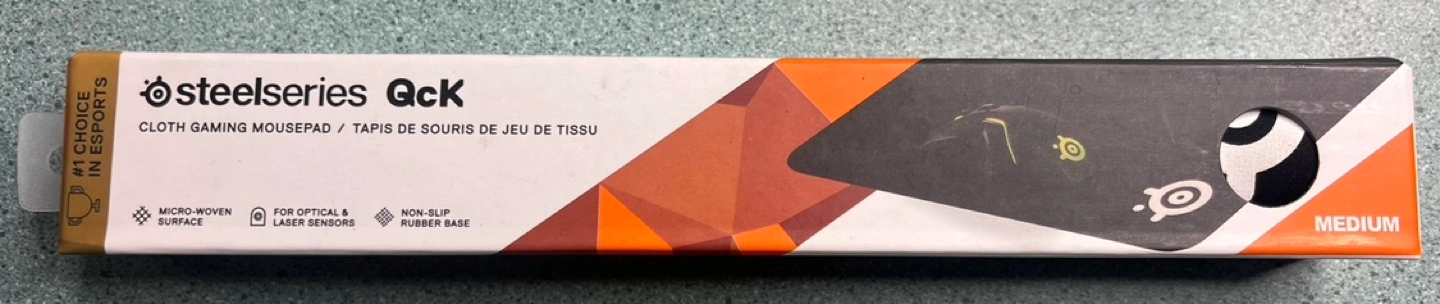 #1 CHOICE
IN ESPORTS
steelseries QcK
CLOTH GAMING MOUSEPAD / TAPIS DE SOURIS DE JEU DE TISSU
MICRO-WOVEN
SURFACE
FOR OPTICAL &
LASER SENSORS
NON-SLIP
RUBBER BASE
MEDIUM